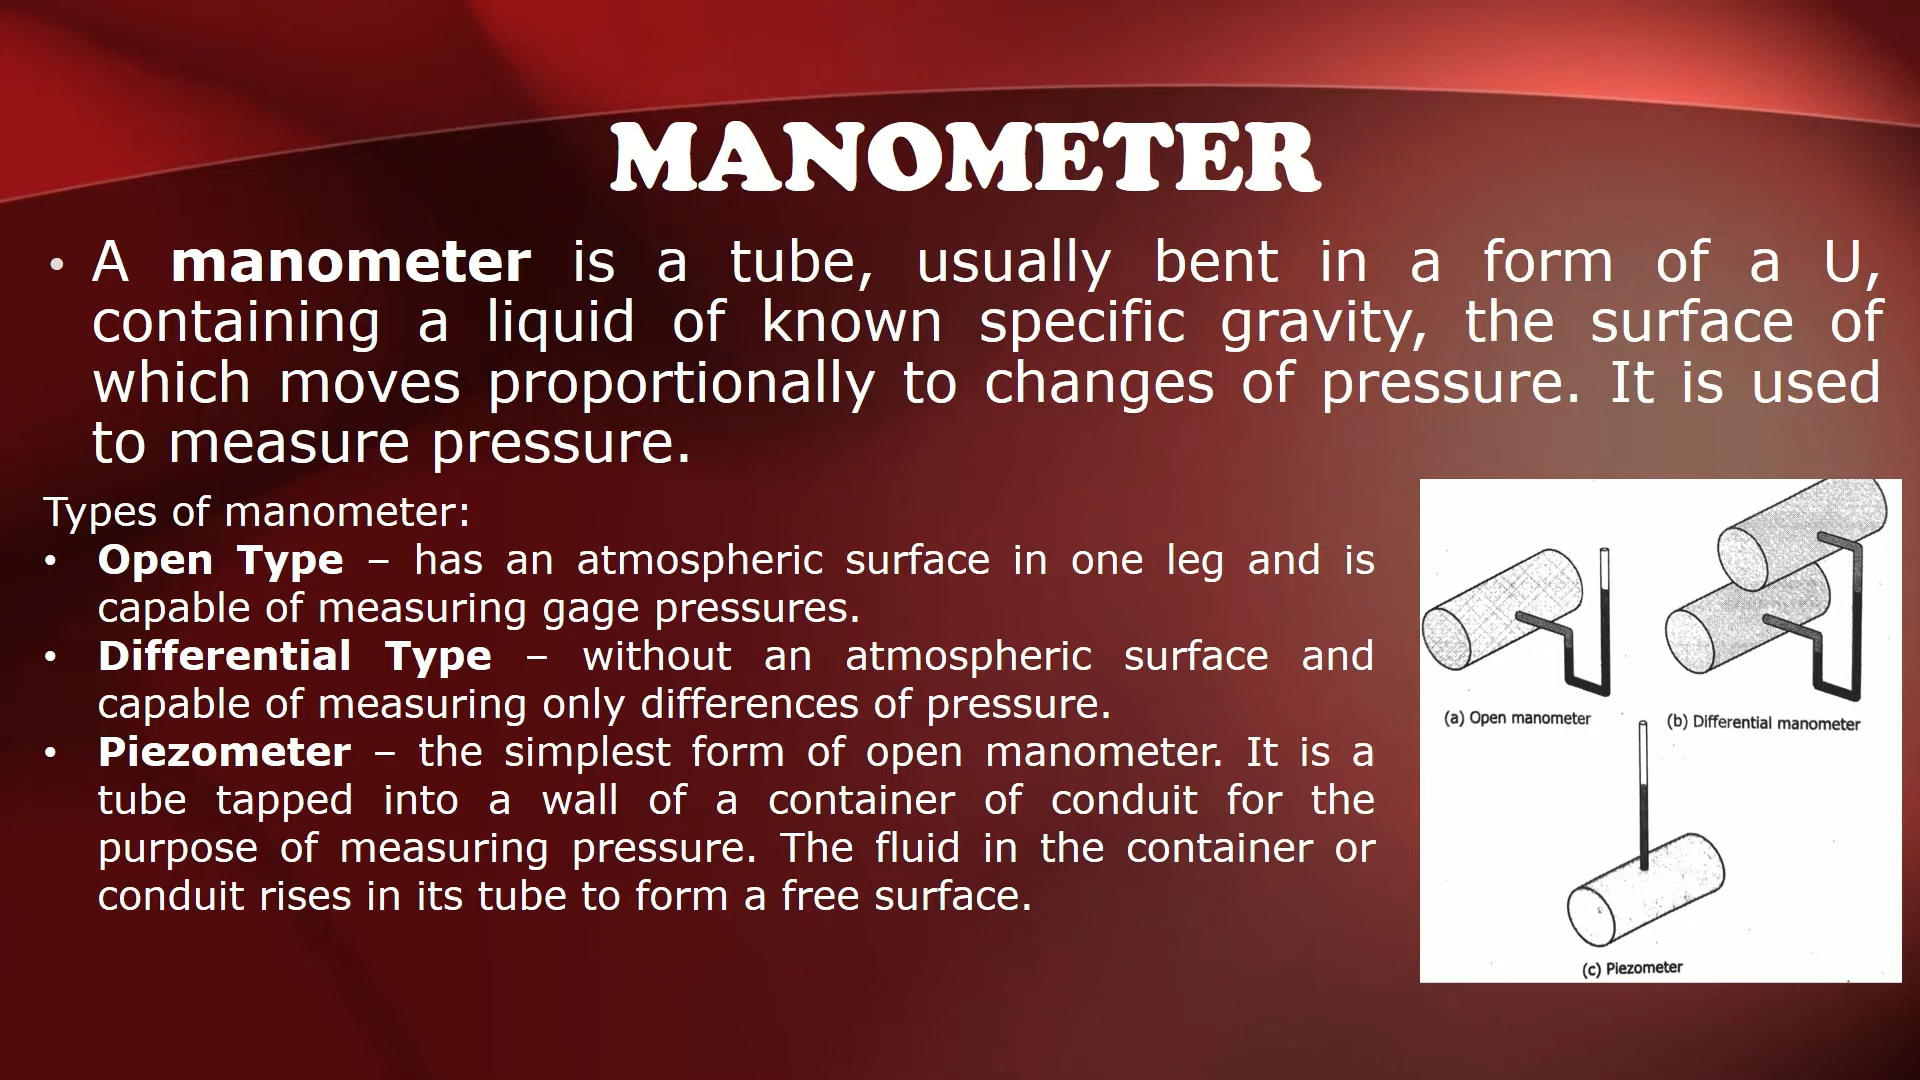 MANOMETER
• A manometer is a tube, usually bent in a form of a U,
containing a liquid of known specific gravity, the surface of
which moves proportionally to changes of pressure. It is used
to measure pressure.
Types of manometer:
• Open Type – has an atmospheric surface in one leg and is
capable of measuring gage pressures.
• Differential Type – without an atmospheric surface and
capable of measuring only differences of pressure.
• Piezometer – the simplest form of open manometer. It is a
tube tapped into a wall of a container of conduit for the
purpose of measuring pressure. The fluid in the container or
conduit rises in its tube to form a free surface.
(a) Open manometer
(b) Differential manometer
(c) Piezometer